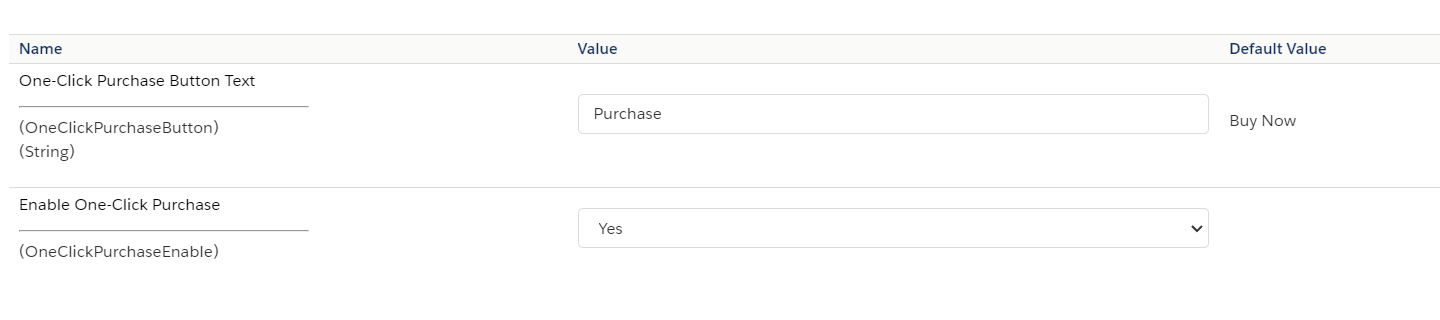 Name Value Default Value
One-Click Purchase Button Text
Purchase
Buy Now
(OneClickPurchaseButton)
(String)
Enable One-Click Purchase
Yes
(OneClickPurchaseEnable)